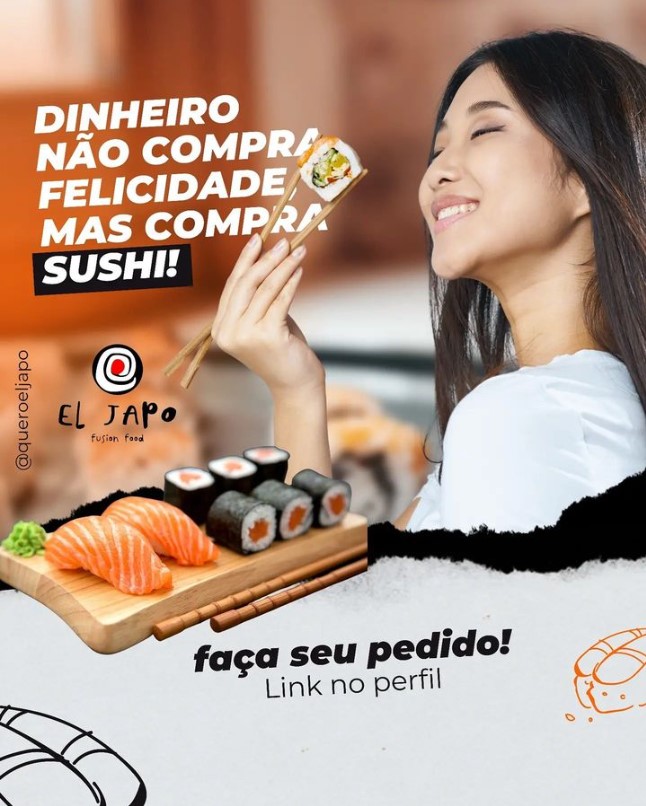 DINHEIRO
NÃO COMPRA
FELICIDADE
MAS COMPRA
SUSHI!
@queroeljapo
EL JAPO
fusion food
faça seu pedido!
Link no perfil